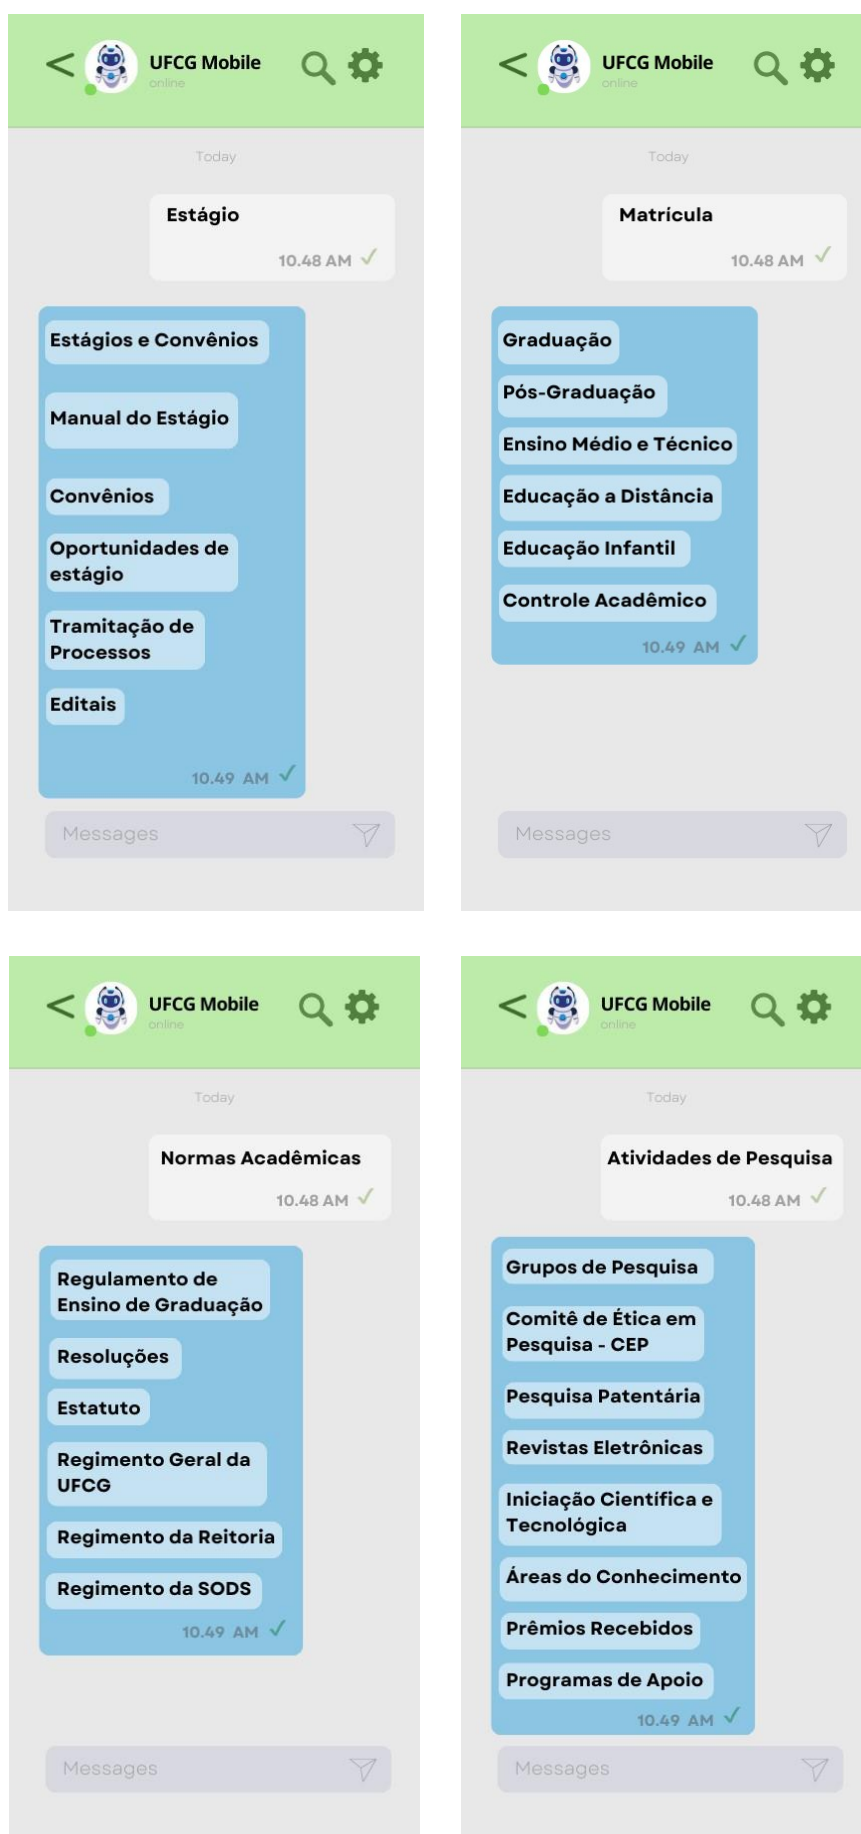 UFCG Mobile
online
Today
Estágio
10.48 AM
Estágios e Convênios
Manual do Estágio
Convênios
Oportunidades de
estágio
Tramitação de
Processos
Editais
10.49 AM
Messages
UFCG Mobile
online
Today
Matrícula
10.48 AM
Graduação
Pós-Graduação
Ensino Médio e Técnico
Educação a Distância
Educação Infantil
Controle Acadêmico
10.49 AM
Messages
UFCG Mobile
online
Today
Normas Acadêmicas
10.48 AM
Regulamento de
Ensino de Graduação
Resoluções
Estatuto
Regimento Geral da
UFCG
Regimento da Reitoria
Regimento da SODS
10.49 AM
Messages
UFCG Mobile
online
Today
Atividades de Pesquisa
10.48 AM
Grupos de Pesquisa
Comitê de Ética em
Pesquisa - CEP
Pesquisa Patentária
Revistas Eletrônicas
Iniciação Científica e
Tecnológica
Áreas do Conhecimento
Prêmios Recebidos
Programas de Apoio
10.49 AM
Messages